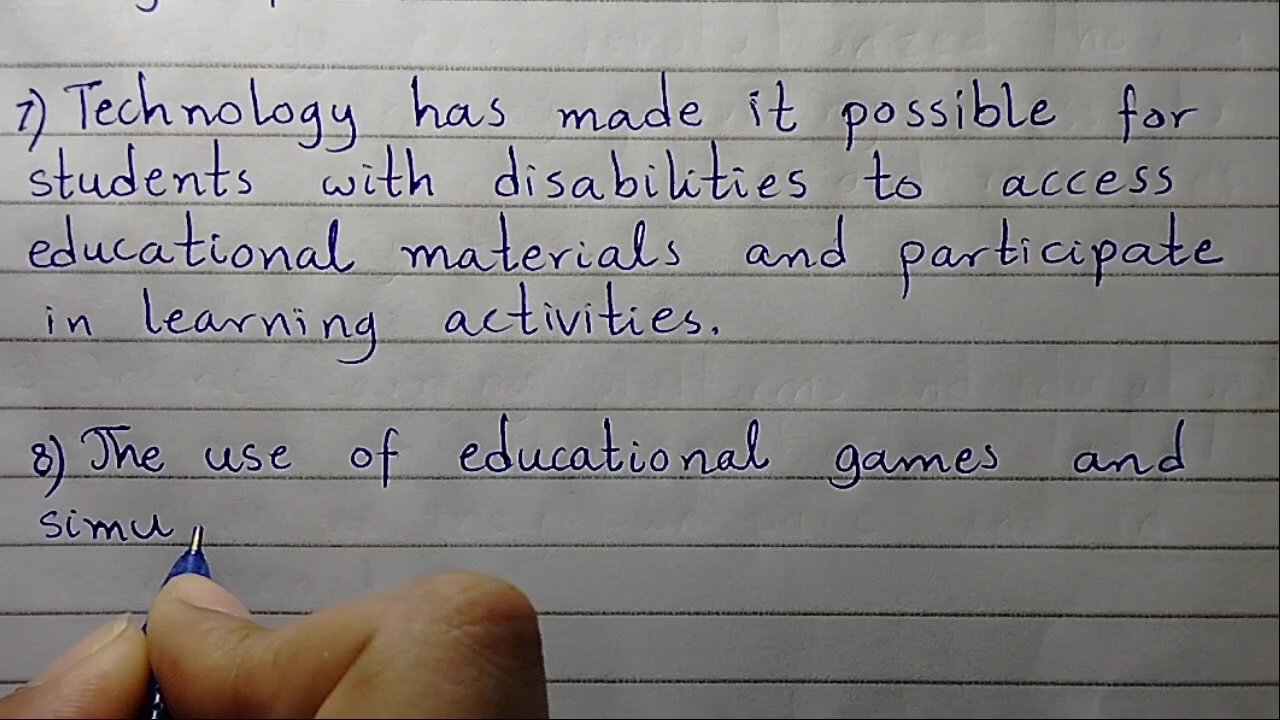 7) Technology has made it possible for
students with disabilities to access
educational materials and participate
in learning activities.
8) The use of educational games and
simu